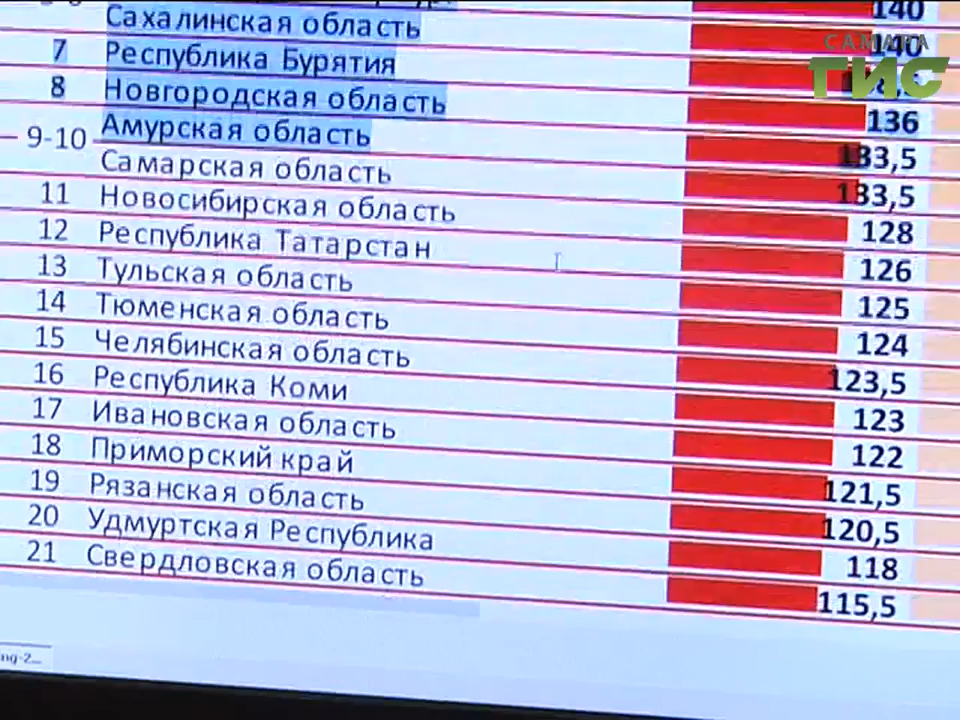 140
Сахалинская область 140
САМАРА
ГИС
7 Республика Бурятия
8 Новгородская область 136
9-10 Амурская область 133,5
Самарская область 133,5
11 Новосибирская область 128
12 Республика Татарстан 126
13 Тульская область 125
14 Тюменская область 124
15 Челябинская область 123,5
16 Республика Коми 123
17 Ивановская область 122
18 Приморский край 121,5
19 Рязанская область 120,5
20 Удмуртская Республика 118
21 Свердловская область 115,5